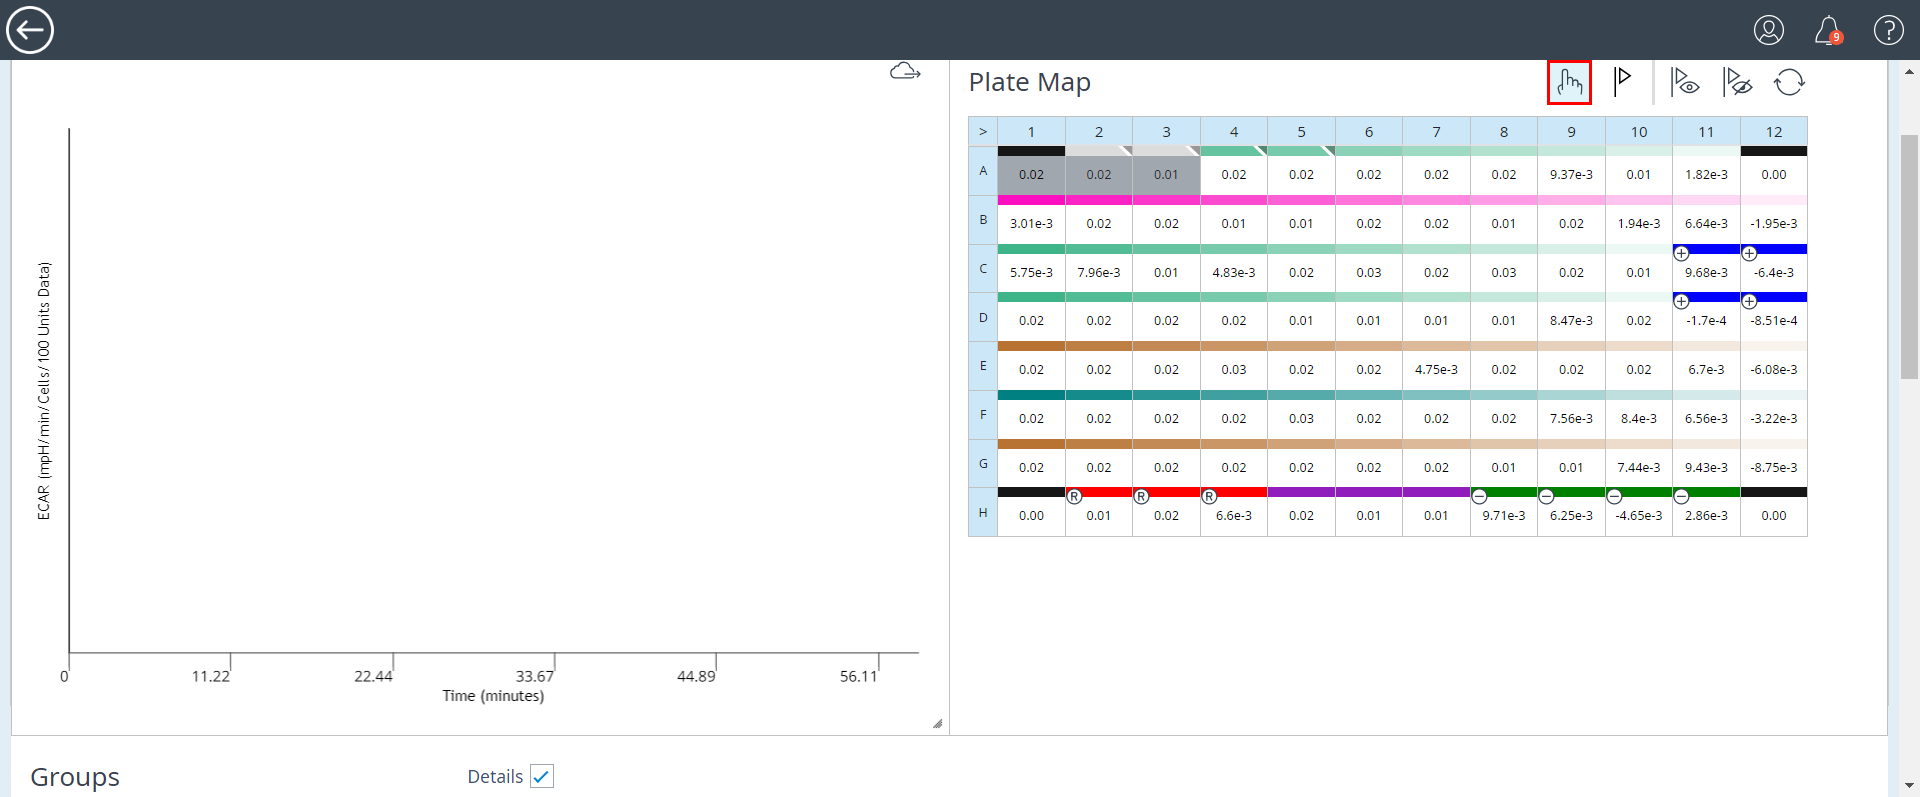 9
?
Plate Map
> 1 2 3 4 5 6 7 8 9 10 11 12
A 0.02 0.02 0.01 0.02 0.02 0.02 0.02 0.02 9.37e-3 0.01 1.82e-3 0.00
B 3.01e-3 0.02 0.02 0.01 0.01 0.02 0.02 0.01 0.02 1.94e-3 6.64e-3 -1.95e-3
+ +
C 5.75e-3 7.96e-3 0.01 4.83e-3 0.02 0.03 0.02 0.03 0.02 0.01 9.68e-3 -6.4e-3
+ +
D 0.02 0.02 0.02 0.02 0.01 0.01 0.01 0.01 8.47e-3 0.02 -1.7e-4 -8.51e-4
E 0.02 0.02 0.02 0.03 0.02 0.02 4.75e-3 0.02 0.02 0.02 6.7e-3 -6.08e-3
F 0.02 0.02 0.02 0.02 0.03 0.02 0.02 0.02 7.56e-3 8.4e-3 6.56e-3 -3.22e-3
G 0.02 0.02 0.02 0.02 0.02 0.02 0.02 0.01 0.01 7.44e-3 9.43e-3 -8.75e-3
R R R − − − −
H 0.00 0.01 0.02 6.6e-3 0.02 0.01 0.01 9.71e-3 6.25e-3 -4.65e-3 2.86e-3 0.00
ECAR (mpH/min/Cells/100 Units Data)
0 11.22 22.44 33.67 44.89 56.11
Time (minutes)
Groups
Details